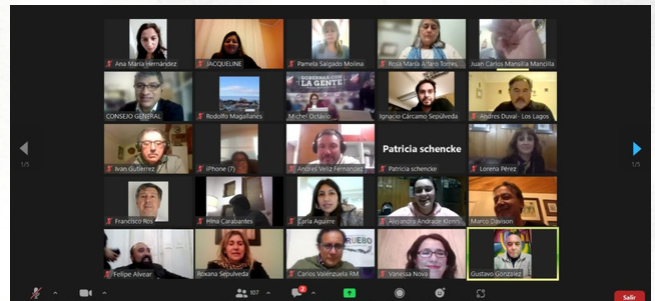 Ana María Hernández
JACQUELINE
Pamela Salgado Molina
Rosa María Alfaro Torres
Juan Carlos Mansilla Mancilla
CONSEJO GENERAL
Rodolfo Magallanes
GOBERNAR CON
LA GENTE
Michel Octavio
Ignacio Cárcamo Sepúlveda
Andres Duval - Los Lagos
Ivan Gutierrez
iPhone (7)
Andrés Veliz Fernández
Patricia schencke
Patricia schencke
Lorena Pérez
1/5
1/5
Francisco Ros
Hina Carabantes
Carla Aguirre
Alejandra Andrade
Marco Davison
Felipe Alvear
Roxana Sepulveda
Carlos Valenzuela RM
Vanessa Nova
Gustavo González
107
2
Salir